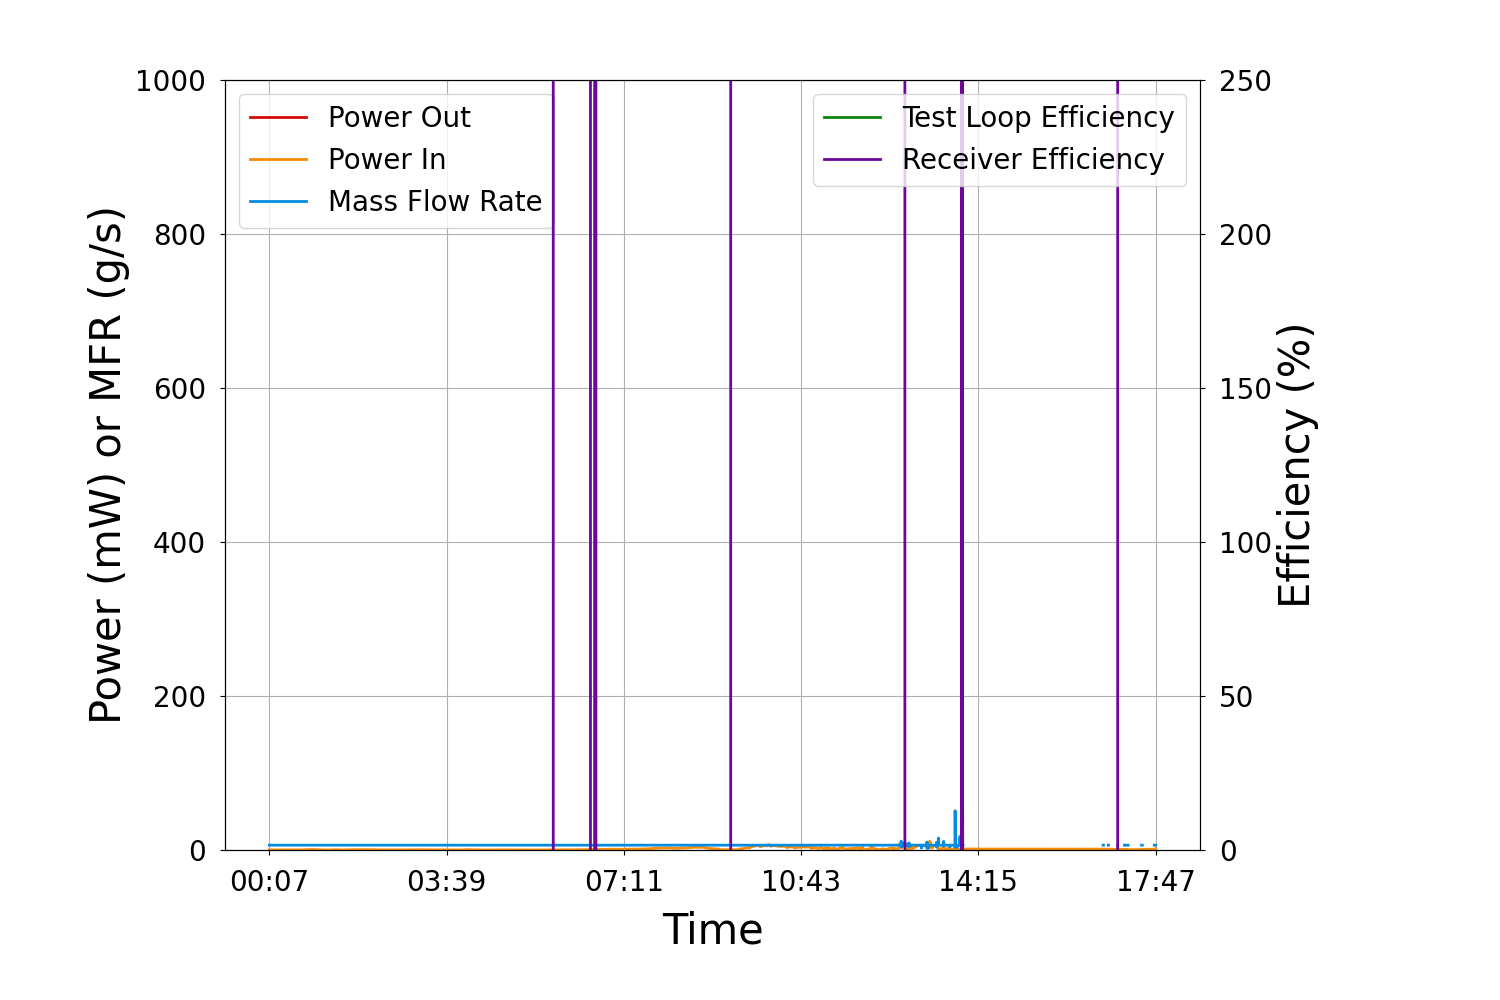 Power (mW) or MFR (g/s)
1000
800
600
400
200
0
Power Out
Power In
Mass Flow Rate
Test Loop Efficiency
Receiver Efficiency
250
200
150
100
50
0
Efficiency (%)
00:07 03:39 07:11 10:43 14:15 17:47
Time